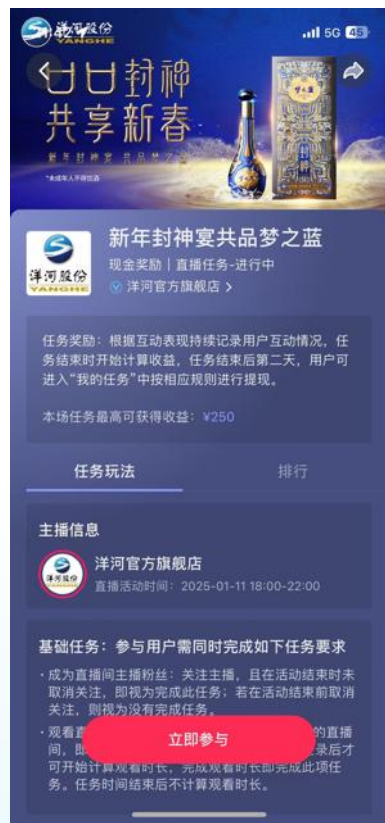 洋河股份
YANGHE
5G 45
口口封神
共享新春
新年封神宴 共品梦之蓝
*未成年人不得饮酒
梦之蓝
封神
洋河股份
YANGHE
新年封神宴共品梦之蓝
现金奖励 | 直播任务-进行中
洋河官方旗舰店 >
任务奖励：根据互动表现持续记录用户互动情况，任
务结束时开始计算收益，任务结束后第二天，用户可
进入“我的任务”中按相应规则进行提现。
本场任务最高可获得收益：¥250
任务玩法
排行
主播信息
洋河股份
洋河官方旗舰店
直播活动时间：2025-01-11 18:00-22:00
基础任务：参与用户需同时完成如下任务要求
·成为直播间主播粉丝：关注主播，且在活动结束时未
取消关注，即视为完成此任务；若在活动结束前取消
关注，则视为没有完成任务。
·观看直
的直播
间，即
录后才
立即参与
可开始计算观看时长，完成观看时长即完成此项任
务。任务时间结束后不计算观看时长。